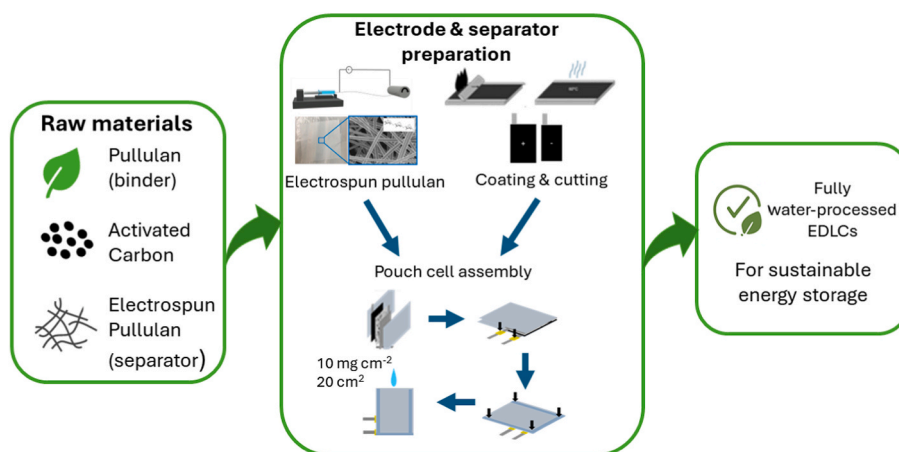 Raw materials
Pullulan
(binder)
Activated
Carbon
Electrospun
Pullulan
(separator)
Electrode & separator
preparation
Electrospun pullulan
Coating & cutting
Pouch cell assembly
10 mg cm⁻²
20 cm²
Fully
water-processed
EDLCs
For sustainable
energy storage